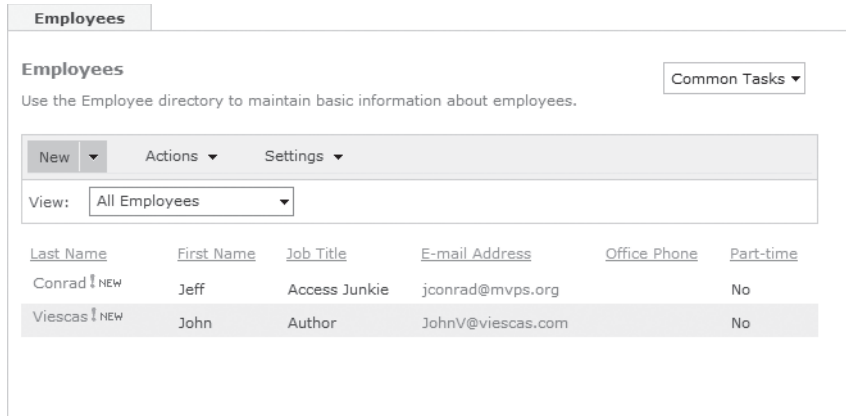 Employees
Employees
Common Tasks
Use the Employee directory to maintain basic information about employees.
New Actions Settings
View: All Employees
Last Name First Name Job Title E-mail Address Office Phone Part-time
Conrad ! NEW Jeff Access Junkie jconrad@mvps.org No
Viescas ! NEW John Author JohnV@viescas.com No